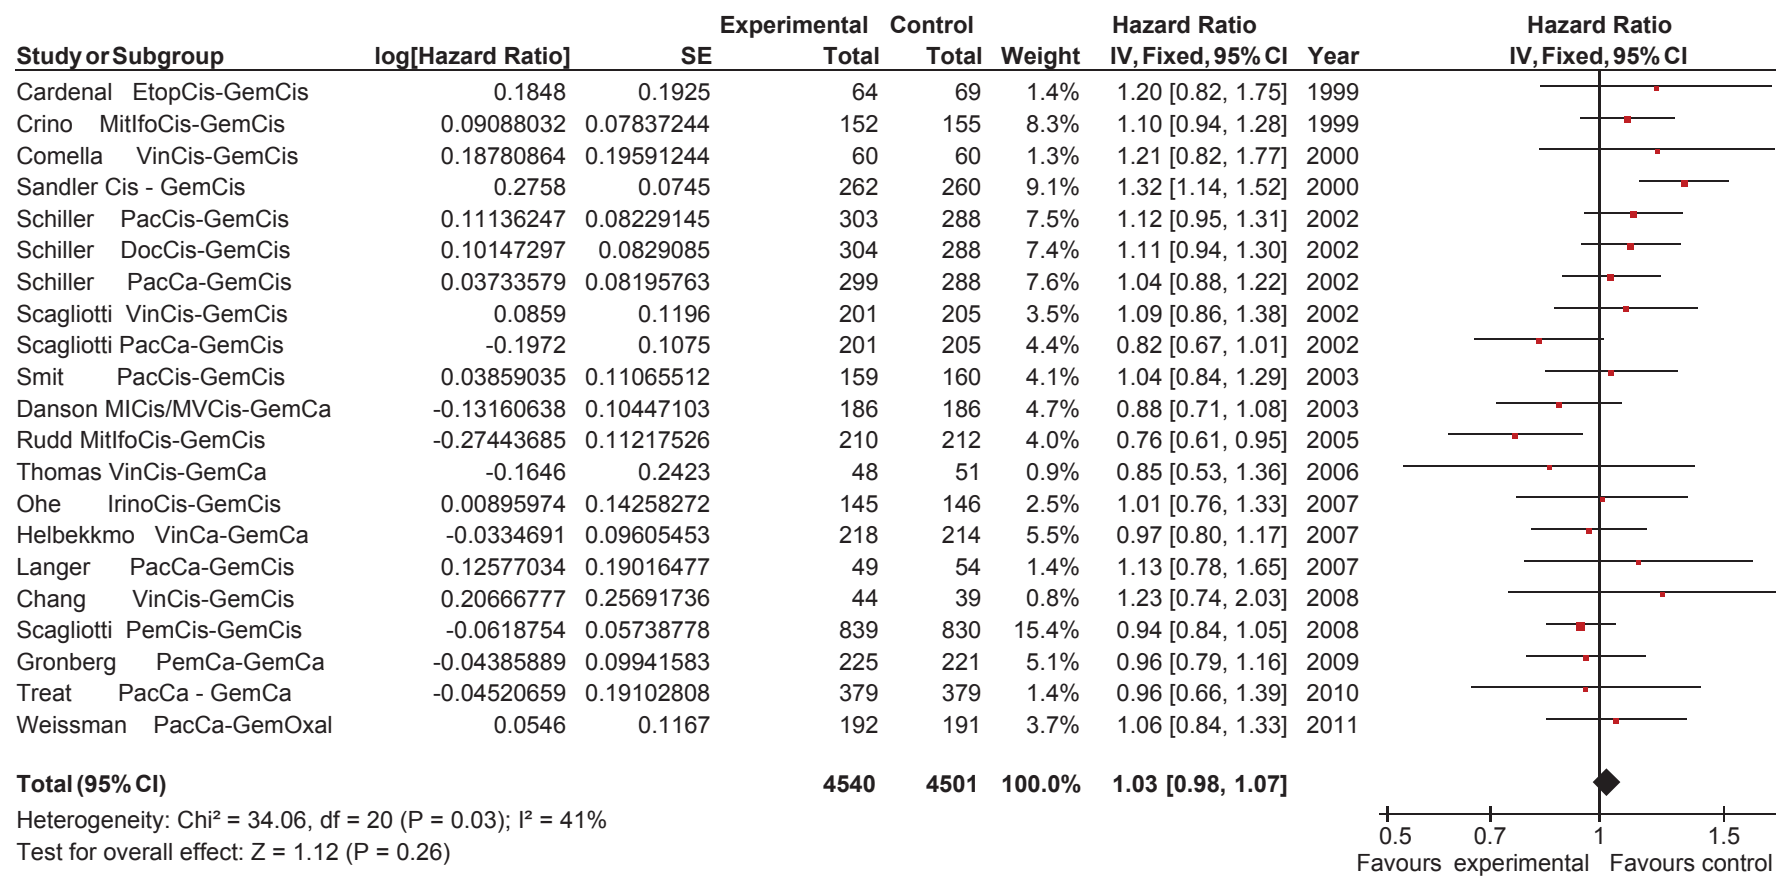 Experimental Control Hazard Ratio Hazard Ratio
Study or Subgroup log[Hazard Ratio] SE Total Total Weight IV, Fixed, 95% CI Year IV, Fixed, 95% CI
Cardenal EtopCis-GemCis 0.1848 0.1925 64 69 1.4% 1.20 [0.82, 1.75] 1999
Crino MitIfoCis-GemCis 0.09088032 0.07837244 152 155 8.3% 1.10 [0.94, 1.28] 1999
Comella VinCis-GemCis 0.18780864 0.19591244 60 60 1.3% 1.21 [0.82, 1.77] 2000
Sandler Cis - GemCis 0.2758 0.0745 262 260 9.1% 1.32 [1.14, 1.52] 2000
Schiller PacCis-GemCis 0.11136247 0.08229145 303 288 7.5% 1.12 [0.95, 1.31] 2002
Schiller DocCis-GemCis 0.10147297 0.0829085 304 288 7.4% 1.11 [0.94, 1.30] 2002
Schiller PacCa-GemCis 0.03733579 0.08195763 299 288 7.6% 1.04 [0.88, 1.22] 2002
Scagliotti VinCis-GemCis 0.0859 0.1196 201 205 3.5% 1.09 [0.86, 1.38] 2002
Scagliotti PacCa-GemCis -0.1972 0.1075 201 205 4.4% 0.82 [0.67, 1.01] 2002
Smit PacCis-GemCis 0.03859035 0.11065512 159 160 4.1% 1.04 [0.84, 1.29] 2003
Danson MICis/MVCis-GemCa -0.13160638 0.10447103 186 186 4.7% 0.88 [0.71, 1.08] 2003
Rudd MitIfoCis-GemCis -0.27443685 0.11217526 210 212 4.0% 0.76 [0.61, 0.95] 2005
Thomas VinCis-GemCa -0.1646 0.2423 48 51 0.9% 0.85 [0.53, 1.36] 2006
Ohe IrinoCis-GemCis 0.00895974 0.14258272 145 146 2.5% 1.01 [0.76, 1.33] 2007
Helbekkmo VinCa-GemCa -0.0334691 0.09605453 218 214 5.5% 0.97 [0.80, 1.17] 2007
Langer PacCa-GemCis 0.12577034 0.19016477 49 54 1.4% 1.13 [0.78, 1.65] 2007
Chang VinCis-GemCis 0.20666777 0.25691736 44 39 0.8% 1.23 [0.74, 2.03] 2008
Scagliotti PemCis-GemCis -0.0618754 0.05738778 839 830 15.4% 0.94 [0.84, 1.05] 2008
Gronberg PemCa-GemCa -0.04385889 0.09941583 225 221 5.1% 0.96 [0.79, 1.16] 2009
Treat PacCa - GemCa -0.04520659 0.19102808 379 379 1.4% 0.96 [0.66, 1.39] 2010
Weissman PacCa-GemOxal 0.0546 0.1167 192 191 3.7% 1.06 [0.84, 1.33] 2011
Total (95% CI) 4540 4501 100.0% 1.03 [0.98, 1.07]
Heterogeneity: Chi² = 34.06, df = 20 (P = 0.03); I² = 41%
Test for overall effect: Z = 1.12 (P = 0.26)
0.5 0.7 1 1.5
Favours experimental Favours control